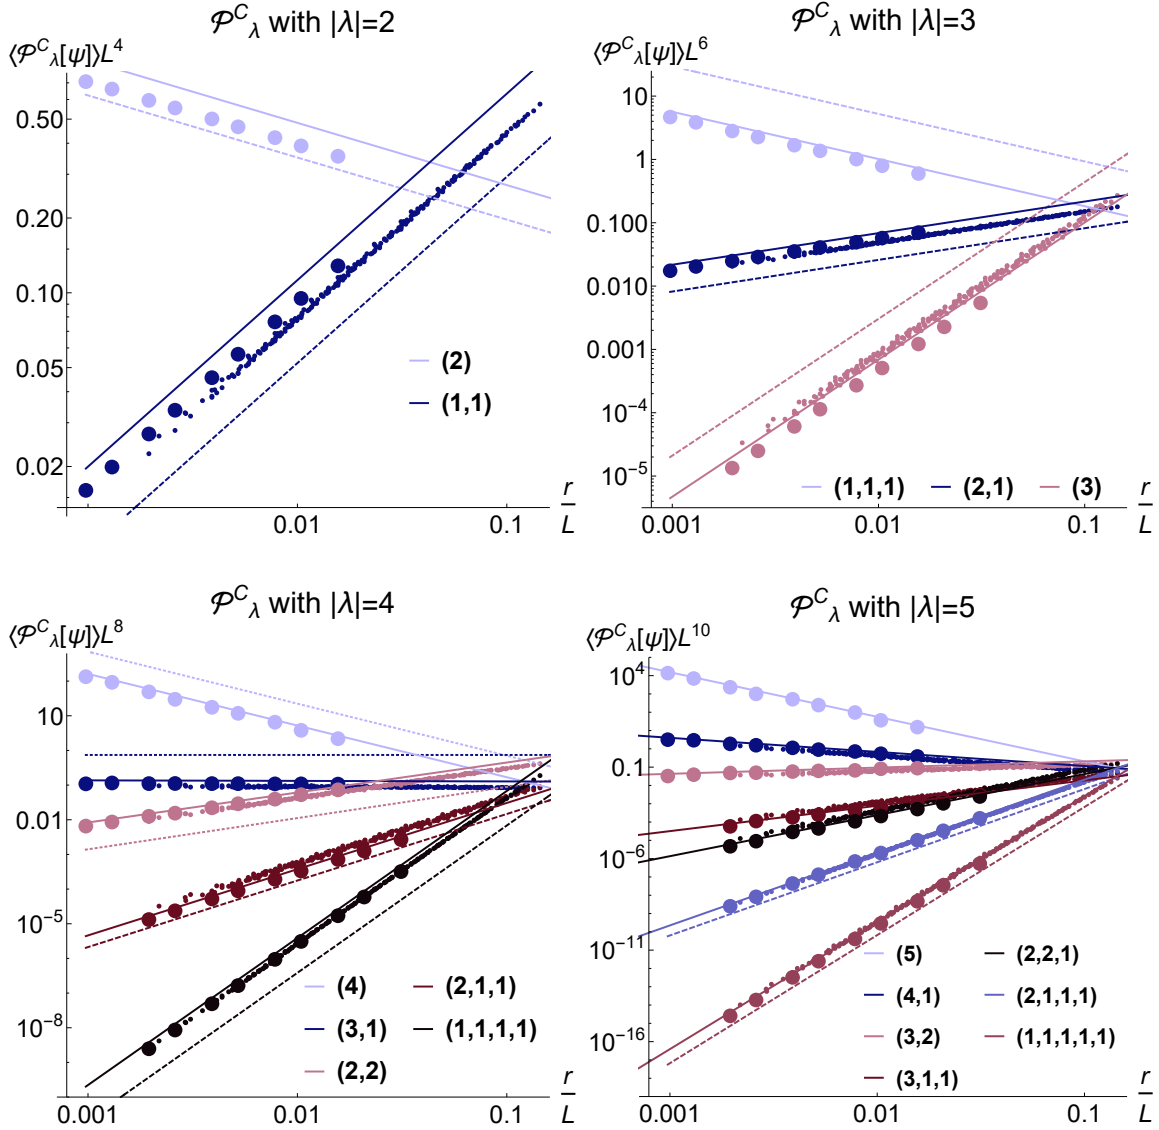 𝒫^C_λ with |λ|=2
⟨𝒫^C_λ[ψ]⟩L^4
0.50
0.20
0.10
0.05
0.02
(2)
(1,1)
0.001 0.01 0.1 r/L
𝒫^C_λ with |λ|=3
⟨𝒫^C_λ[ψ]⟩L^6
10
1
0.100
0.010
0.001
10^-4
10^-5
(1,1,1) (2,1) (3)
0.001 0.01 0.1 r/L
𝒫^C_λ with |λ|=4
⟨𝒫^C_λ[ψ]⟩L^8
10
0.01
10^-5
10^-8
(4) (2,1,1)
(3,1) (1,1,1,1)
(2,2)
0.001 0.01 0.1 r/L
𝒫^C_λ with |λ|=5
⟨𝒫^C_λ[ψ]⟩L^10
10^4
0.1
10^-6
10^-11
10^-16
(5) (2,2,1)
(4,1) (2,1,1,1)
(3,2) (1,1,1,1,1)
(3,1,1)
0.001 0.01 0.1 r/L